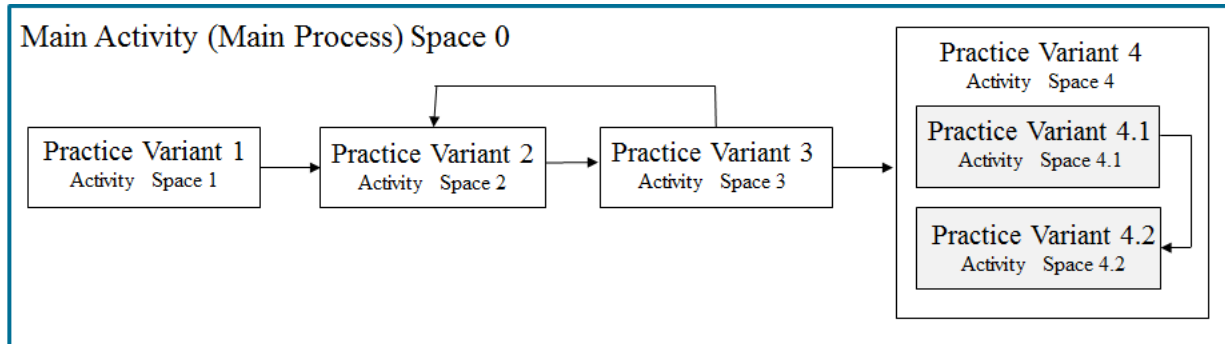 Main Activity (Main Process) Space 0
Practice Variant 1
Activity Space 1
Practice Variant 2
Activity Space 2
Practice Variant 3
Activity Space 3
Practice Variant 4
Activity Space 4
Practice Variant 4.1
Activity Space 4.1
Practice Variant 4.2
Activity Space 4.2